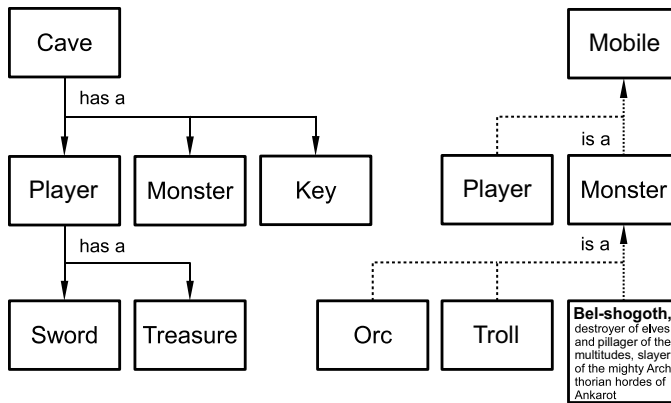 Cave
has a
Player
Monster
Key
has a
Sword
Treasure
Mobile
is a
Player
Monster
is a
Orc
Troll
Bel-shogoth,
destroyer of elves
and pillager of the
multitudes, slayer
of the mighty Arch
thorian hordes of
Ankarot